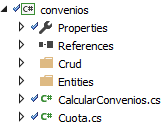 C# convenios
Properties
References
Crud
Entities
C# CalcularConvenios.cs
C# Cuota.cs